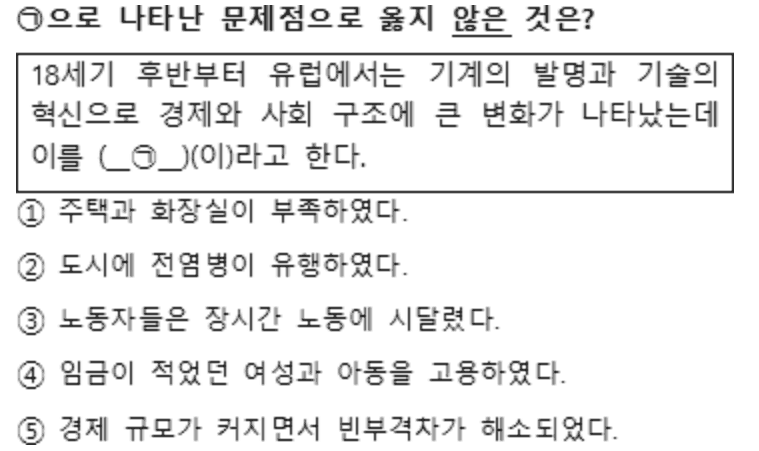 ㉠으로 나타난 문제점으로 옳지 않은 것은?
18세기 후반부터 유럽에서는 기계의 발명과 기술의
혁신으로 경제와 사회 구조에 큰 변화가 나타났는데
이를 (_㉠_)(이)라고 한다.
① 주택과 화장실이 부족하였다.
② 도시에 전염병이 유행하였다.
③ 노동자들은 장시간 노동에 시달렸다.
④ 임금이 적었던 여성과 아동을 고용하였다.
⑤ 경제 규모가 커지면서 빈부격차가 해소되었다.